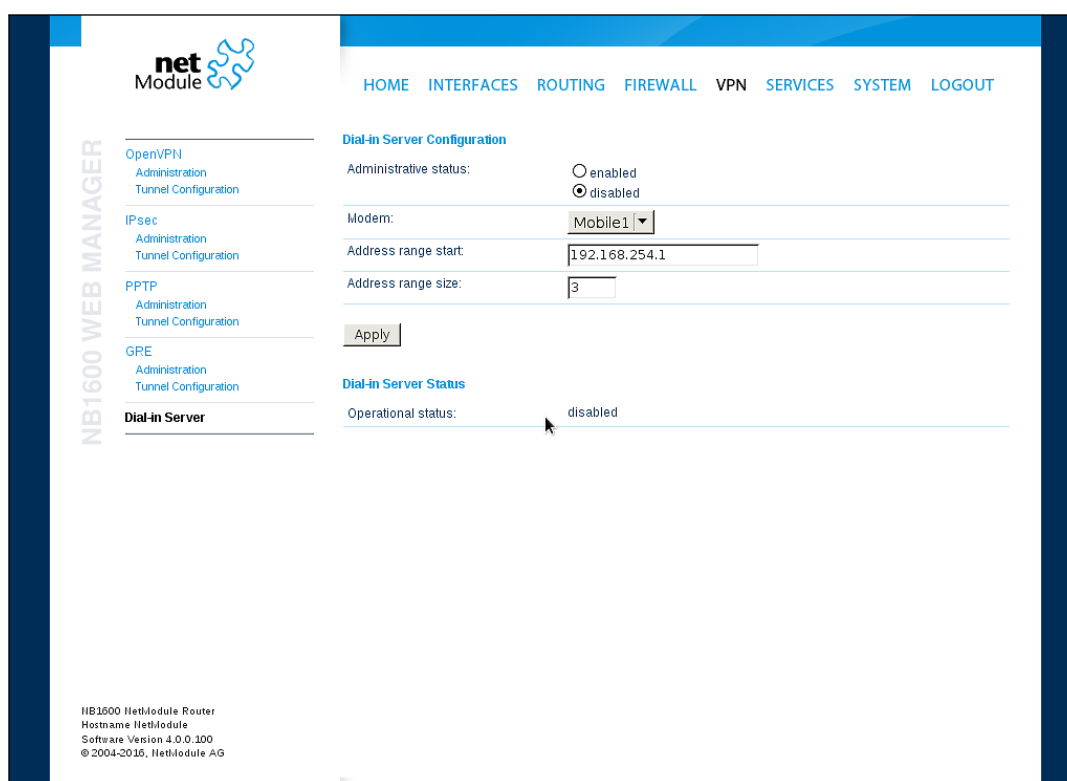 net
Module
HOME INTERFACES ROUTING FIREWALL VPN SERVICES SYSTEM LOGOUT
NB1600 WEB MANAGER
OpenVPN
Administration
Tunnel Configuration
IPsec
Administration
Tunnel Configuration
PPTP
Administration
Tunnel Configuration
GRE
Administration
Tunnel Configuration
Dial-in Server
Dial-in Server Configuration
Administrative status:
enabled
disabled
Modem: Mobile1
Address range start: 192.168.254.1
Address range size: 3
Apply
Dial-in Server Status
Operational status: disabled
NB1600 NetModule Router
Hostname NetModule
Software Version 4.0.0.100
© 2004-2016, NetModule AG